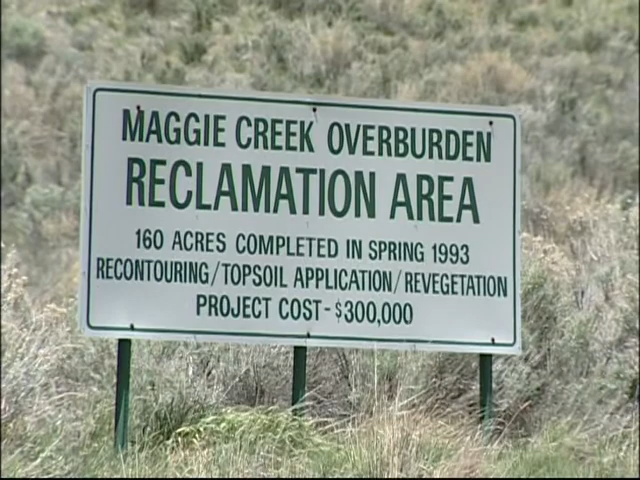 MAGGIE CREEK OVERBURDEN
RECLAMATION AREA
160 ACRES COMPLETED IN SPRING 1993
RECONTOURING/TOPSOIL APPLICATION/REVEGETATION
PROJECT COST-$300,000